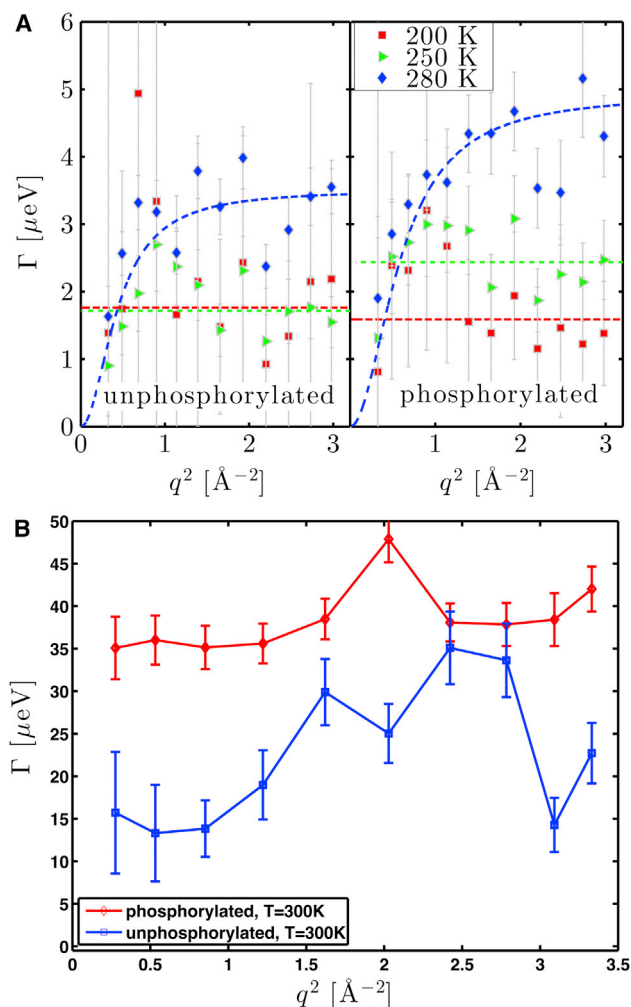 A
6
5
4
3
2
1
0
Γ [μeV]
200 K
250 K
280 K
unphosphorylated
phosphorylated
0 1 2 3
1 2 3
q² [Å⁻²]
q² [Å⁻²]
B
50
45
40
35
30
25
20
15
10
5
0
Γ [μeV]
phosphorylated, T=300K
unphosphorylated, T=300K
0 0.5 1 1.5 2 2.5 3 3.5
q² [Å⁻²]